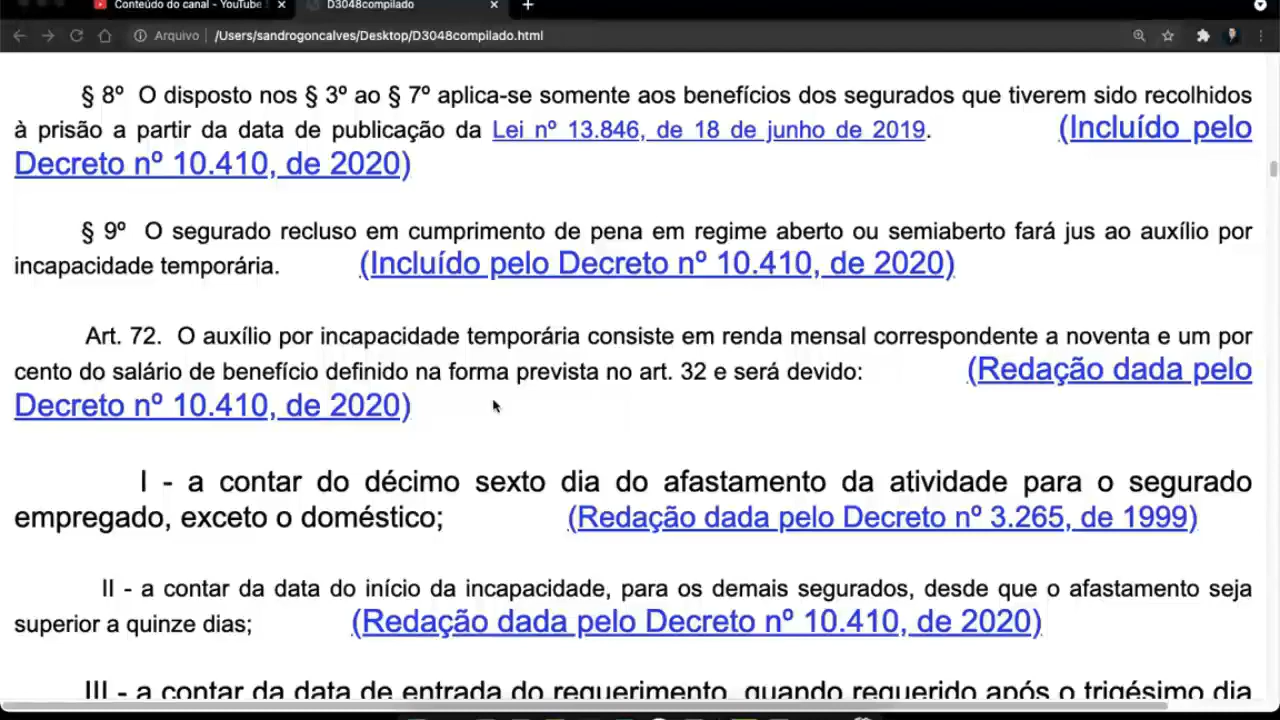 Conteúdo do canal - YouTube
D3048compilado
Arquivo /Users/sandrogoncalves/Desktop/D3048compilado.html
§ 8º O disposto nos § 3º ao § 7º aplica-se somente aos benefícios dos segurados que tiverem sido recolhidos
à prisão a partir da data de publicação da Lei nº 13.846, de 18 de junho de 2019. (Incluído pelo
Decreto nº 10.410, de 2020)
§ 9º O segurado recluso em cumprimento de pena em regime aberto ou semiaberto fará jus ao auxílio por
incapacidade temporária. (Incluído pelo Decreto nº 10.410, de 2020)
Art. 72. O auxílio por incapacidade temporária consiste em renda mensal correspondente a noventa e um por
cento do salário de benefício definido na forma prevista no art. 32 e será devido: (Redação dada pelo
Decreto nº 10.410, de 2020)
I - a contar do décimo sexto dia do afastamento da atividade para o segurado
empregado, exceto o doméstico; (Redação dada pelo Decreto nº 3.265, de 1999)
II - a contar da data do início da incapacidade, para os demais segurados, desde que o afastamento seja
superior a quinze dias; (Redação dada pelo Decreto nº 10.410, de 2020)
III - a contar da data de entrada do requerimento, quando requerido após o trigésimo dia